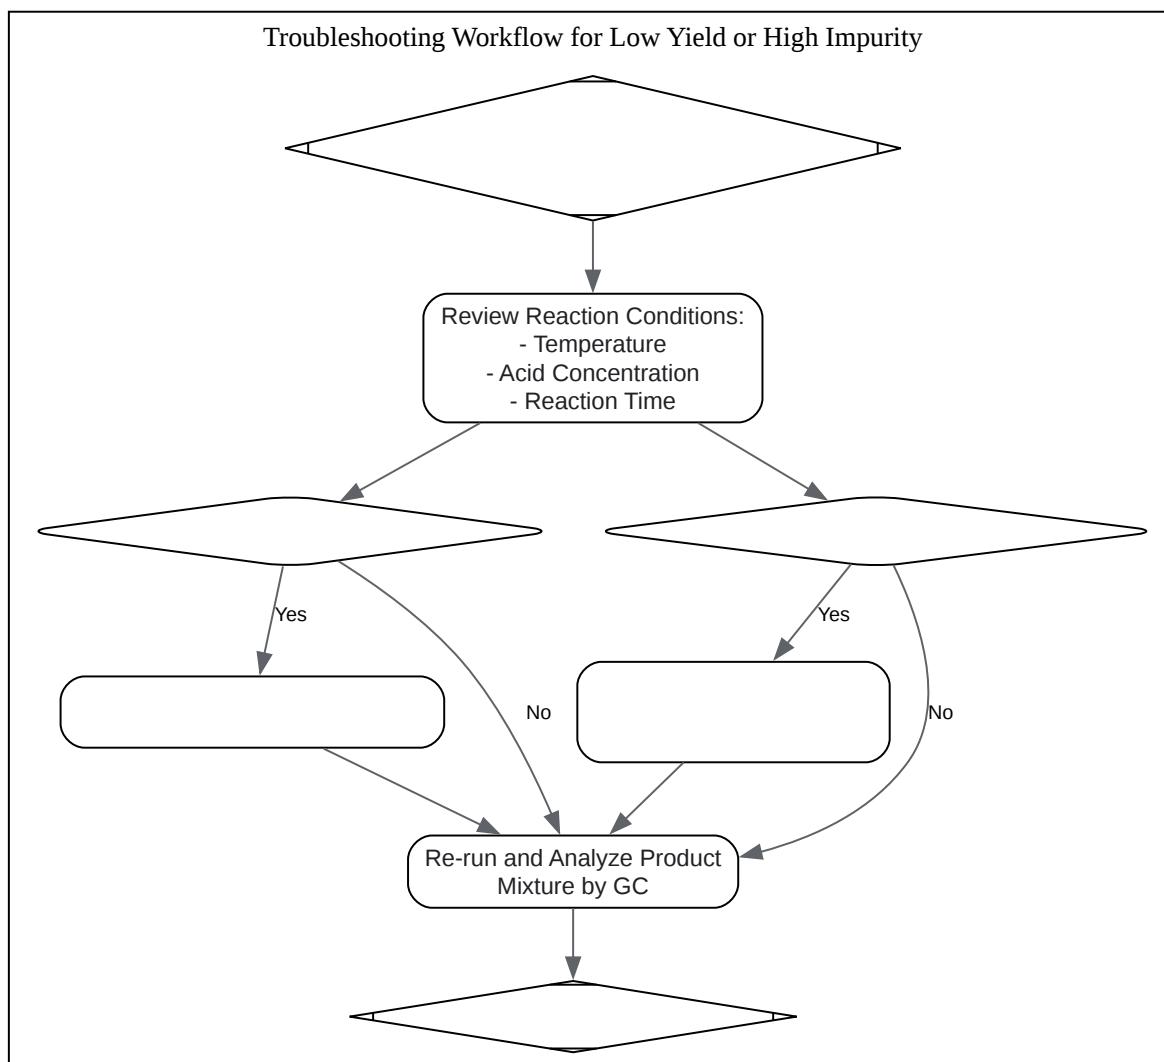 Troubleshooting Workflow for Low Yield or High Impurity
Review Reaction Conditions:
- Temperature
- Acid Concentration
- Reaction Time
Yes
Yes
No
No
Re-run and Analyze Product
Mixture by GC